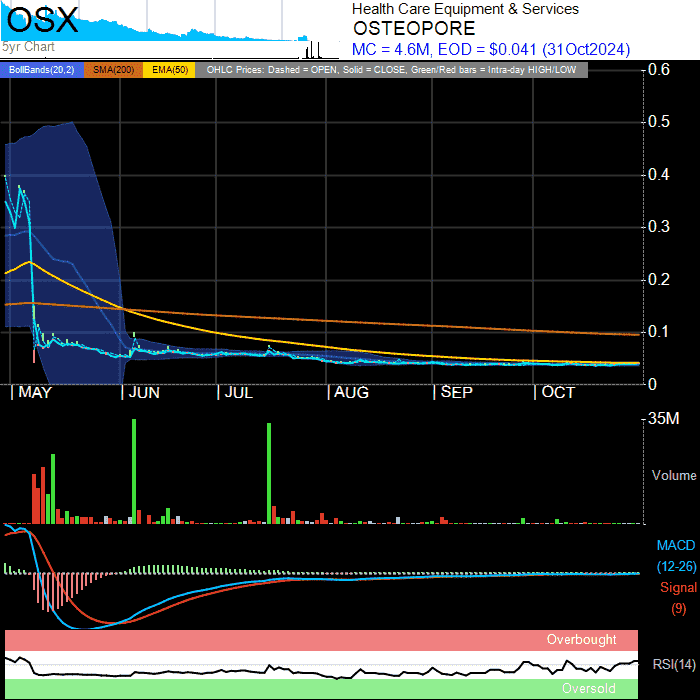 OSX
5yr Chart
Health Care Equipment & Services
OSTEOPORE
MC = 4.6M, EOD = $0.041 (31Oct2024)
BollBands(20,2) SMA(200) EMA(50) OHLC Prices: Dashed = OPEN, Solid = CLOSE, Green/Red bars = Intra-day HIGH/LOW
0.6
0.5
0.4
0.3
0.2
0.1
0
MAY JUN JUL AUG SEP OCT
35M
Volume
MACD
(12-26)
Signal
(9)
Overbought
RSI(14)
Oversold